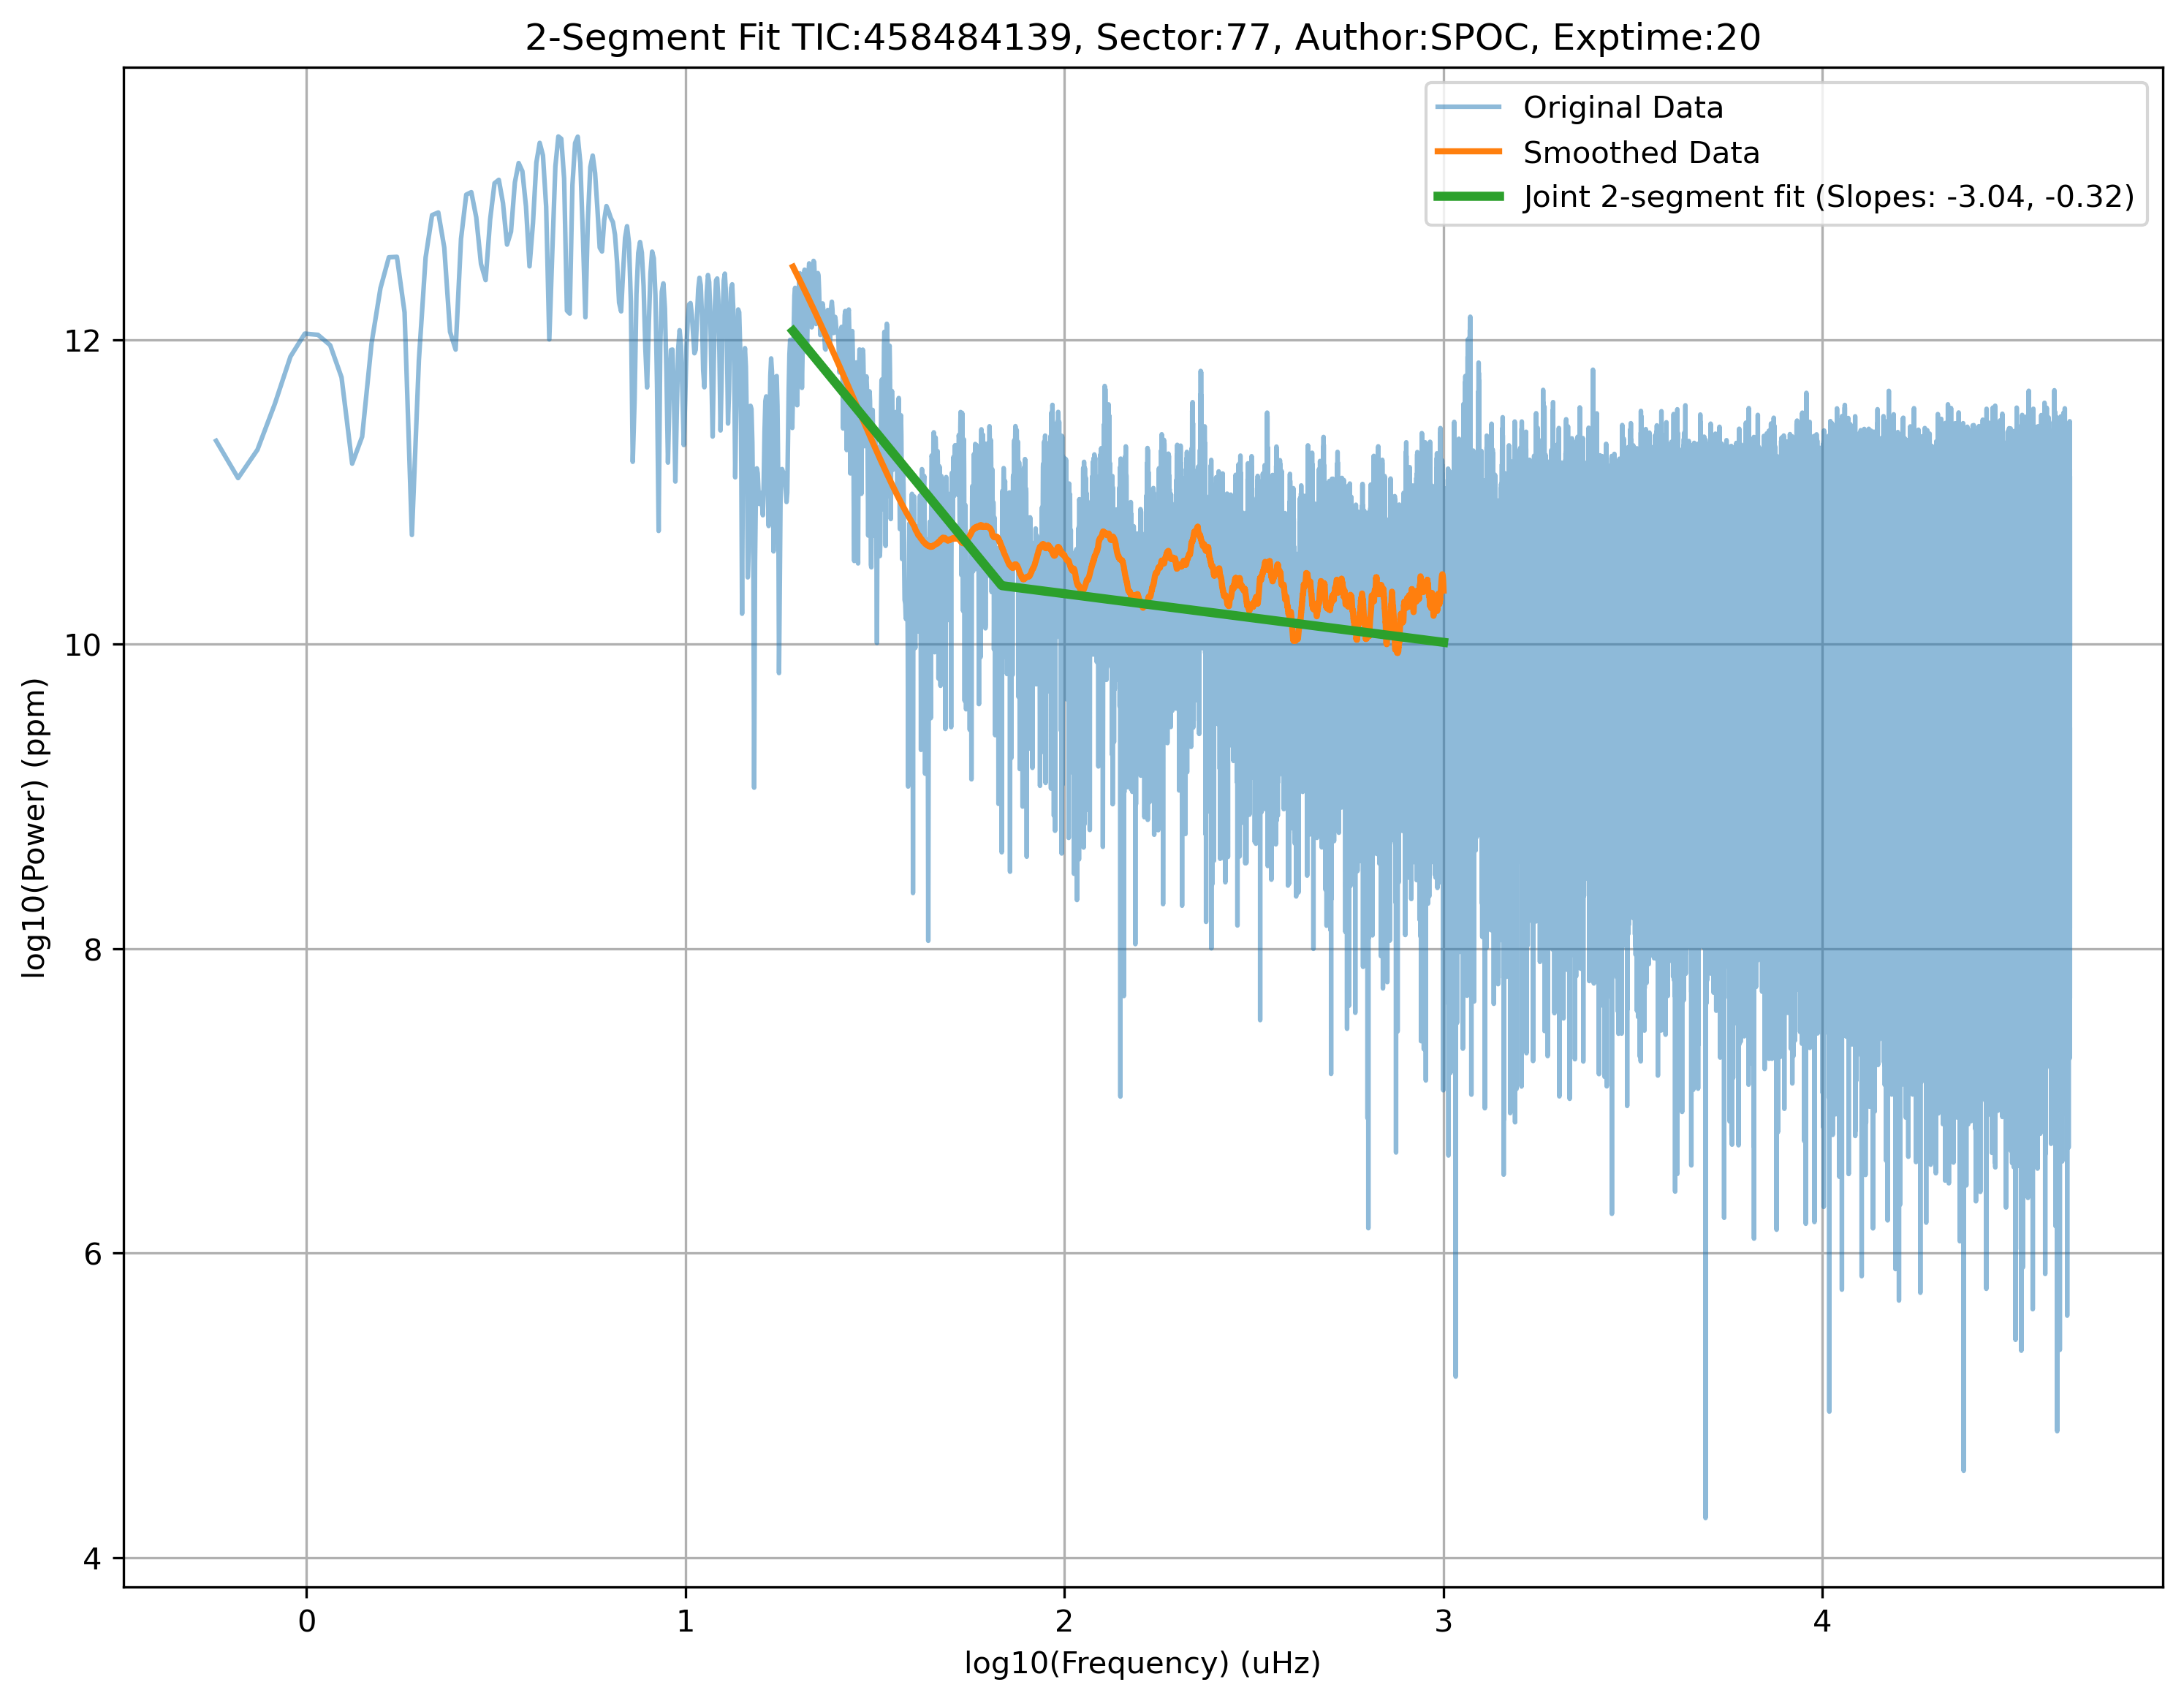 2-Segment Fit TIC:458484139, Sector:77, Author:SPOC, Exptime:20
Original Data
Smoothed Data
Joint 2-segment fit (Slopes: -3.04, -0.32)
log10(Power) (ppm)
12
10
8
6
4
0 1 2 3 4
log10(Frequency) (uHz)